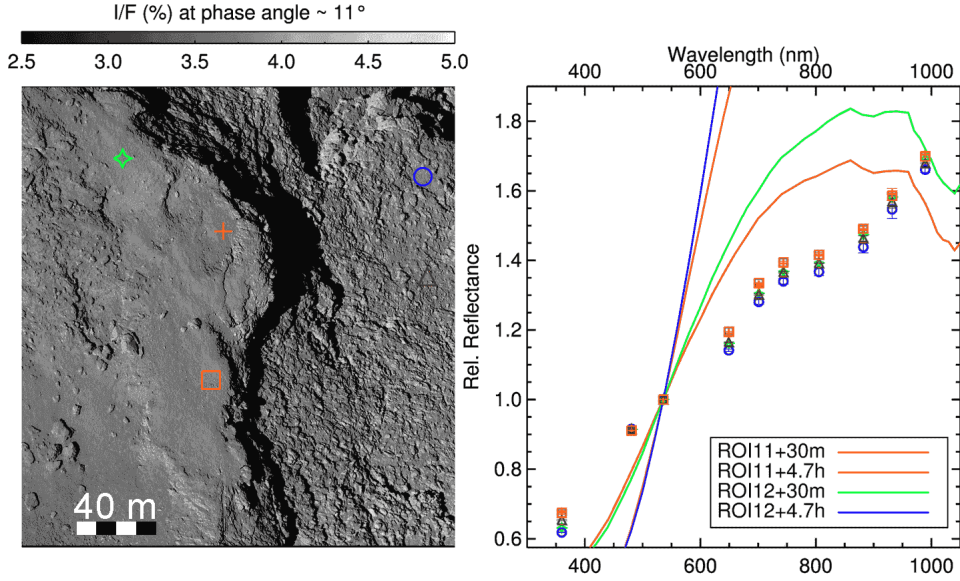 I/F (%) at phase angle ~ 11°
2.5 3.0 3.5 4.0 4.5 5.0
40 m
Wavelength (nm)
400 600 800 1000
Rel. Reflectance
1.8
1.6
1.4
1.2
1.0
0.8
0.6
ROI11+30m
ROI11+4.7h
ROI12+30m
ROI12+4.7h
400 600 800 1000